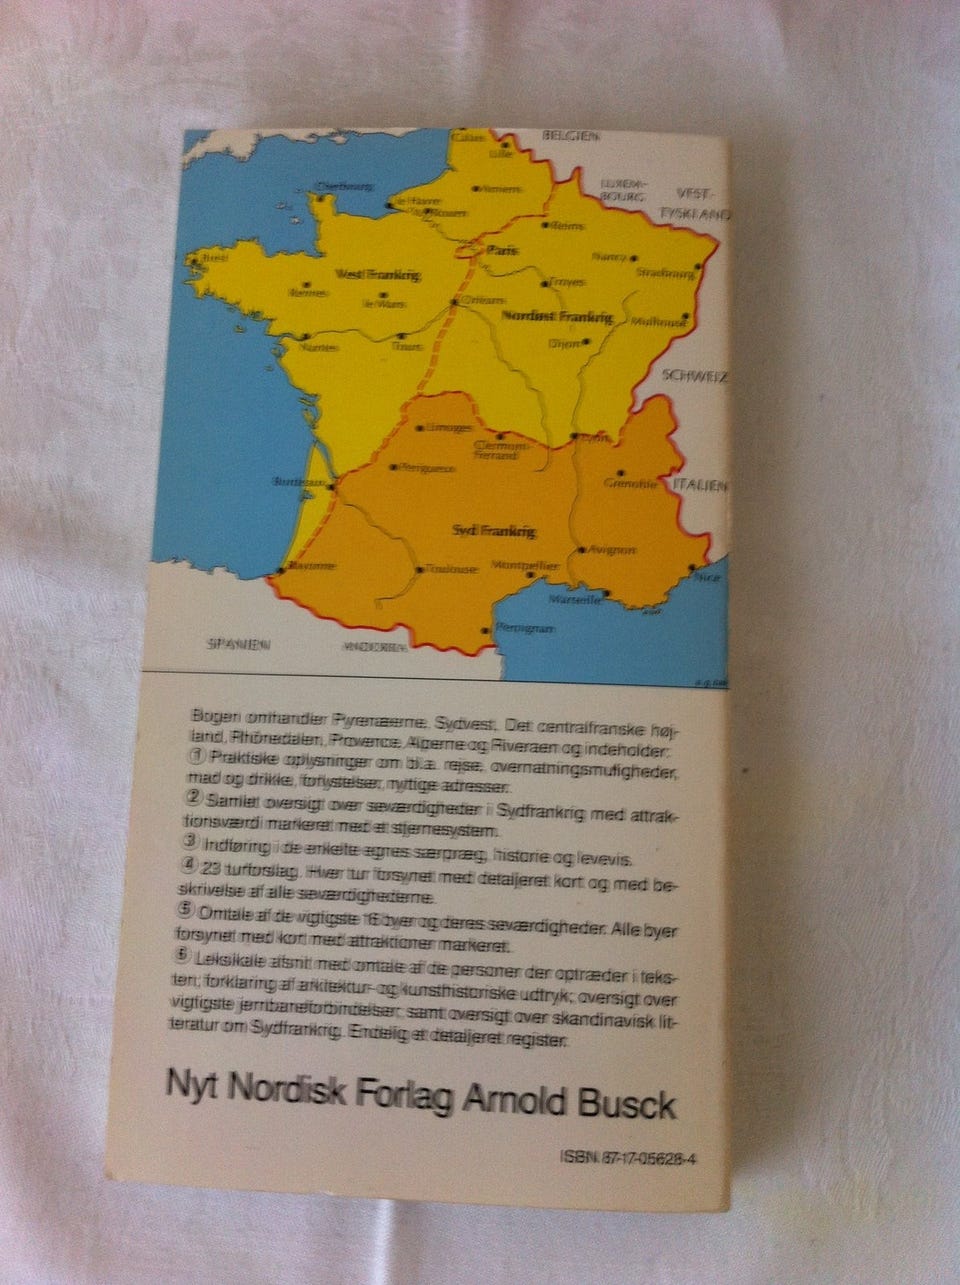 BELGIEN
Calais
Lille
LUXEM-
BOURG
VEST-
TYSKLAND
Cherbourg
Amiens
le Havre
Rouen
Reims
Paris
Nancy
Strasbourg
Brest
West Frankrig
Troyes
Rennes
le Mans
Orléans
Nordøst Frankrig
Mulhouse
Nantes
Tours
Dijon
SCHWEIZ
Limoges
Clermont-
Ferrand
Lyon
Perigueux
Bordeaux
Grenoble
ITALIEN
Syd Frankrig
Avignon
Bayonne
Toulouse
Montpellier
Nice
Marseille
Perpignan
SPANIEN
ANDORRA
Bogen omhandler Pyrenæerne, Sydvest, Det centralfranske høj-
land, Rhônedalen, Provence, Alperne og Riveraen og indeholder:
① Praktiske oplysninger om bl.a. rejse, overnatningsmuligheder,
mad og drikke, forlystelser, nyttige adresser.
② Samlet oversigt over seværdigheder i Sydfrankrig med attrak-
tionsværdi markeret med et stjernesystem.
③ Indføring i de enkelte egnes særpræg, historie og levevis.
④ 23 turforslag. Hver tur forsynet med detaljeret kort og med be-
skrivelse af alle seværdighederne.
⑤ Omtale af de vigtigste 16 byer og deres seværdigheder. Alle byer
forsynet med kort med attraktioner markeret.
⑥ Leksikale afsnit med omtale af de personer der optræder i teks-
ten; forklaring af arkitektur- og kunsthistoriske udtryk; oversigt over
vigtigste jernbaneforbindelser, samt oversigt over skandinavisk lit-
teratur om Sydfrankrig. Endelig et detaljeret register.
Nyt Nordisk Forlag Arnold Busck
ISBN 87-17-05628-4